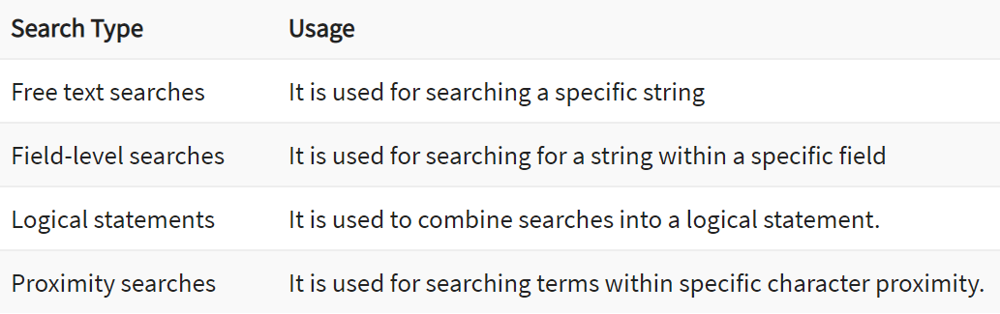 Search Type Usage
Free text searches It is used for searching a specific string
Field-level searches It is used for searching for a string within a specific field
Logical statements It is used to combine searches into a logical statement.
Proximity searches It is used for searching terms within specific character proximity.